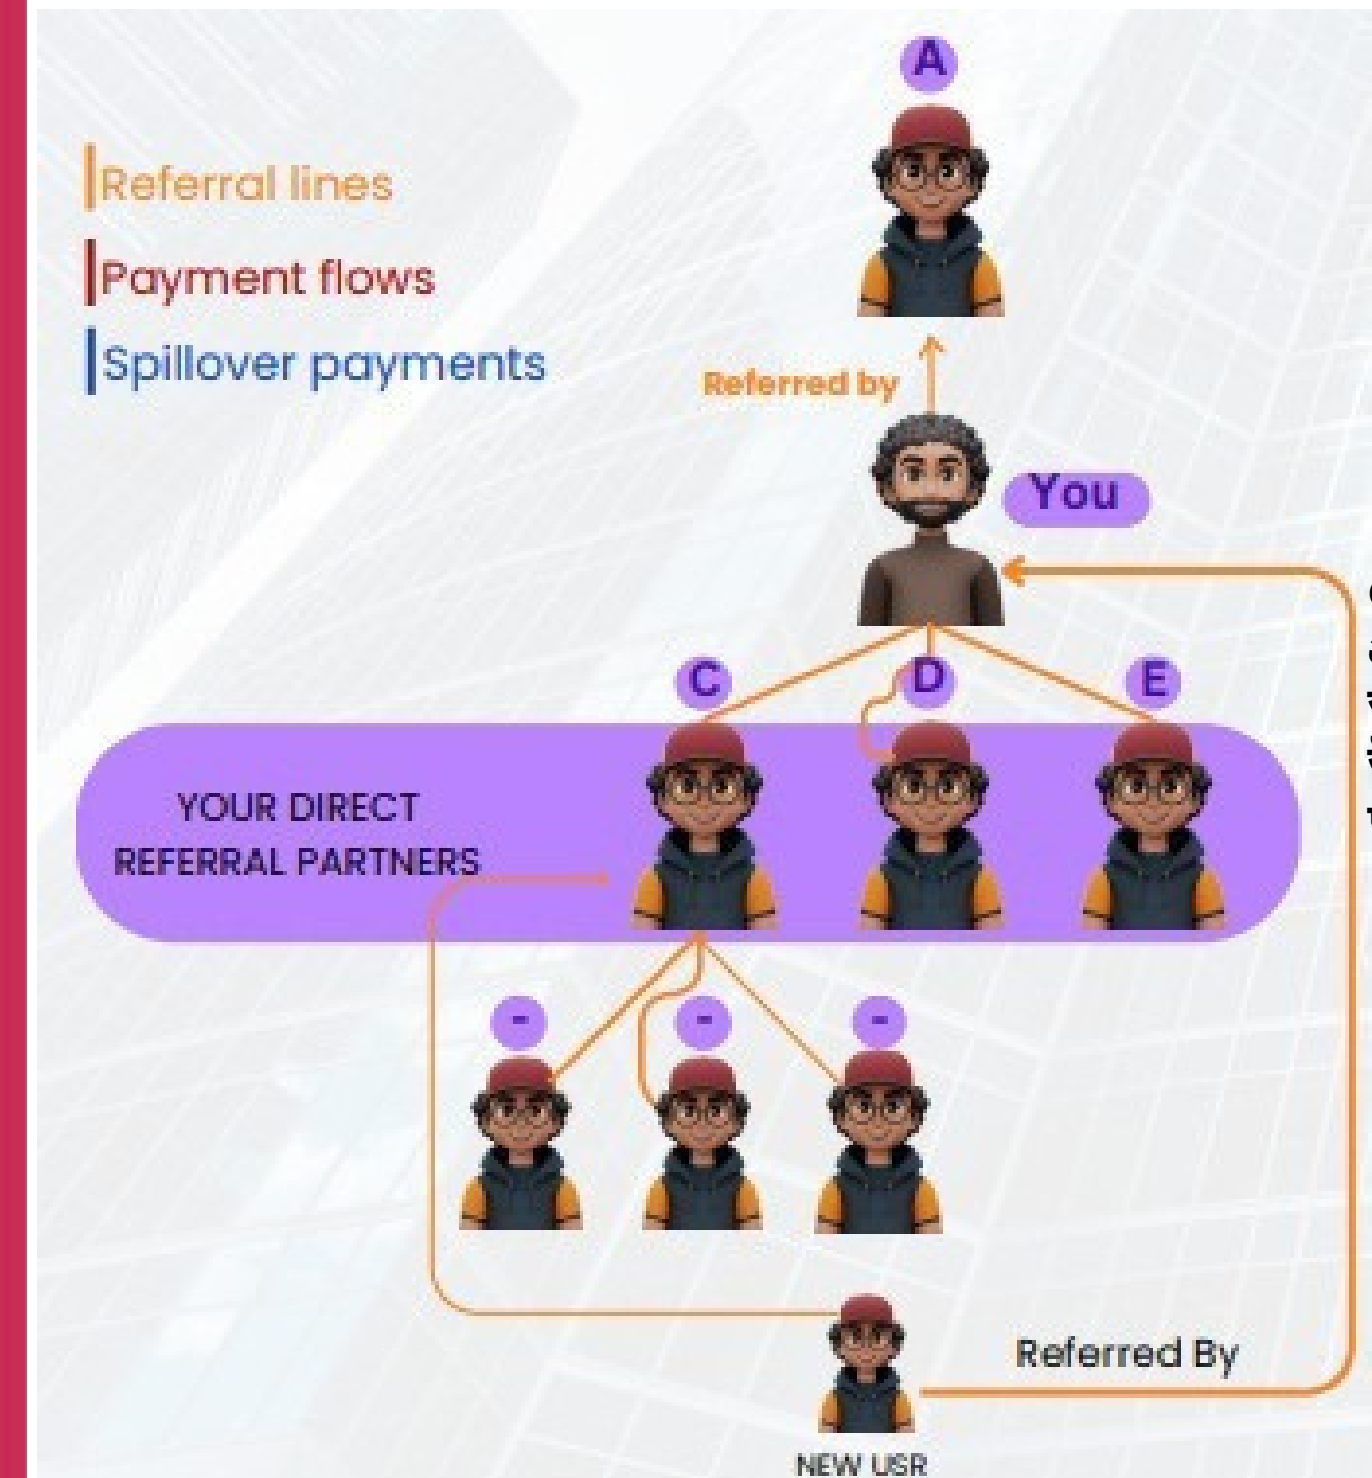 A
Referral lines
Payment flows
Spillover payments
Referred by
You
C
D
E
YOUR DIRECT
REFERRAL PARTNERS
-
-
-
Referred By
NEW USR